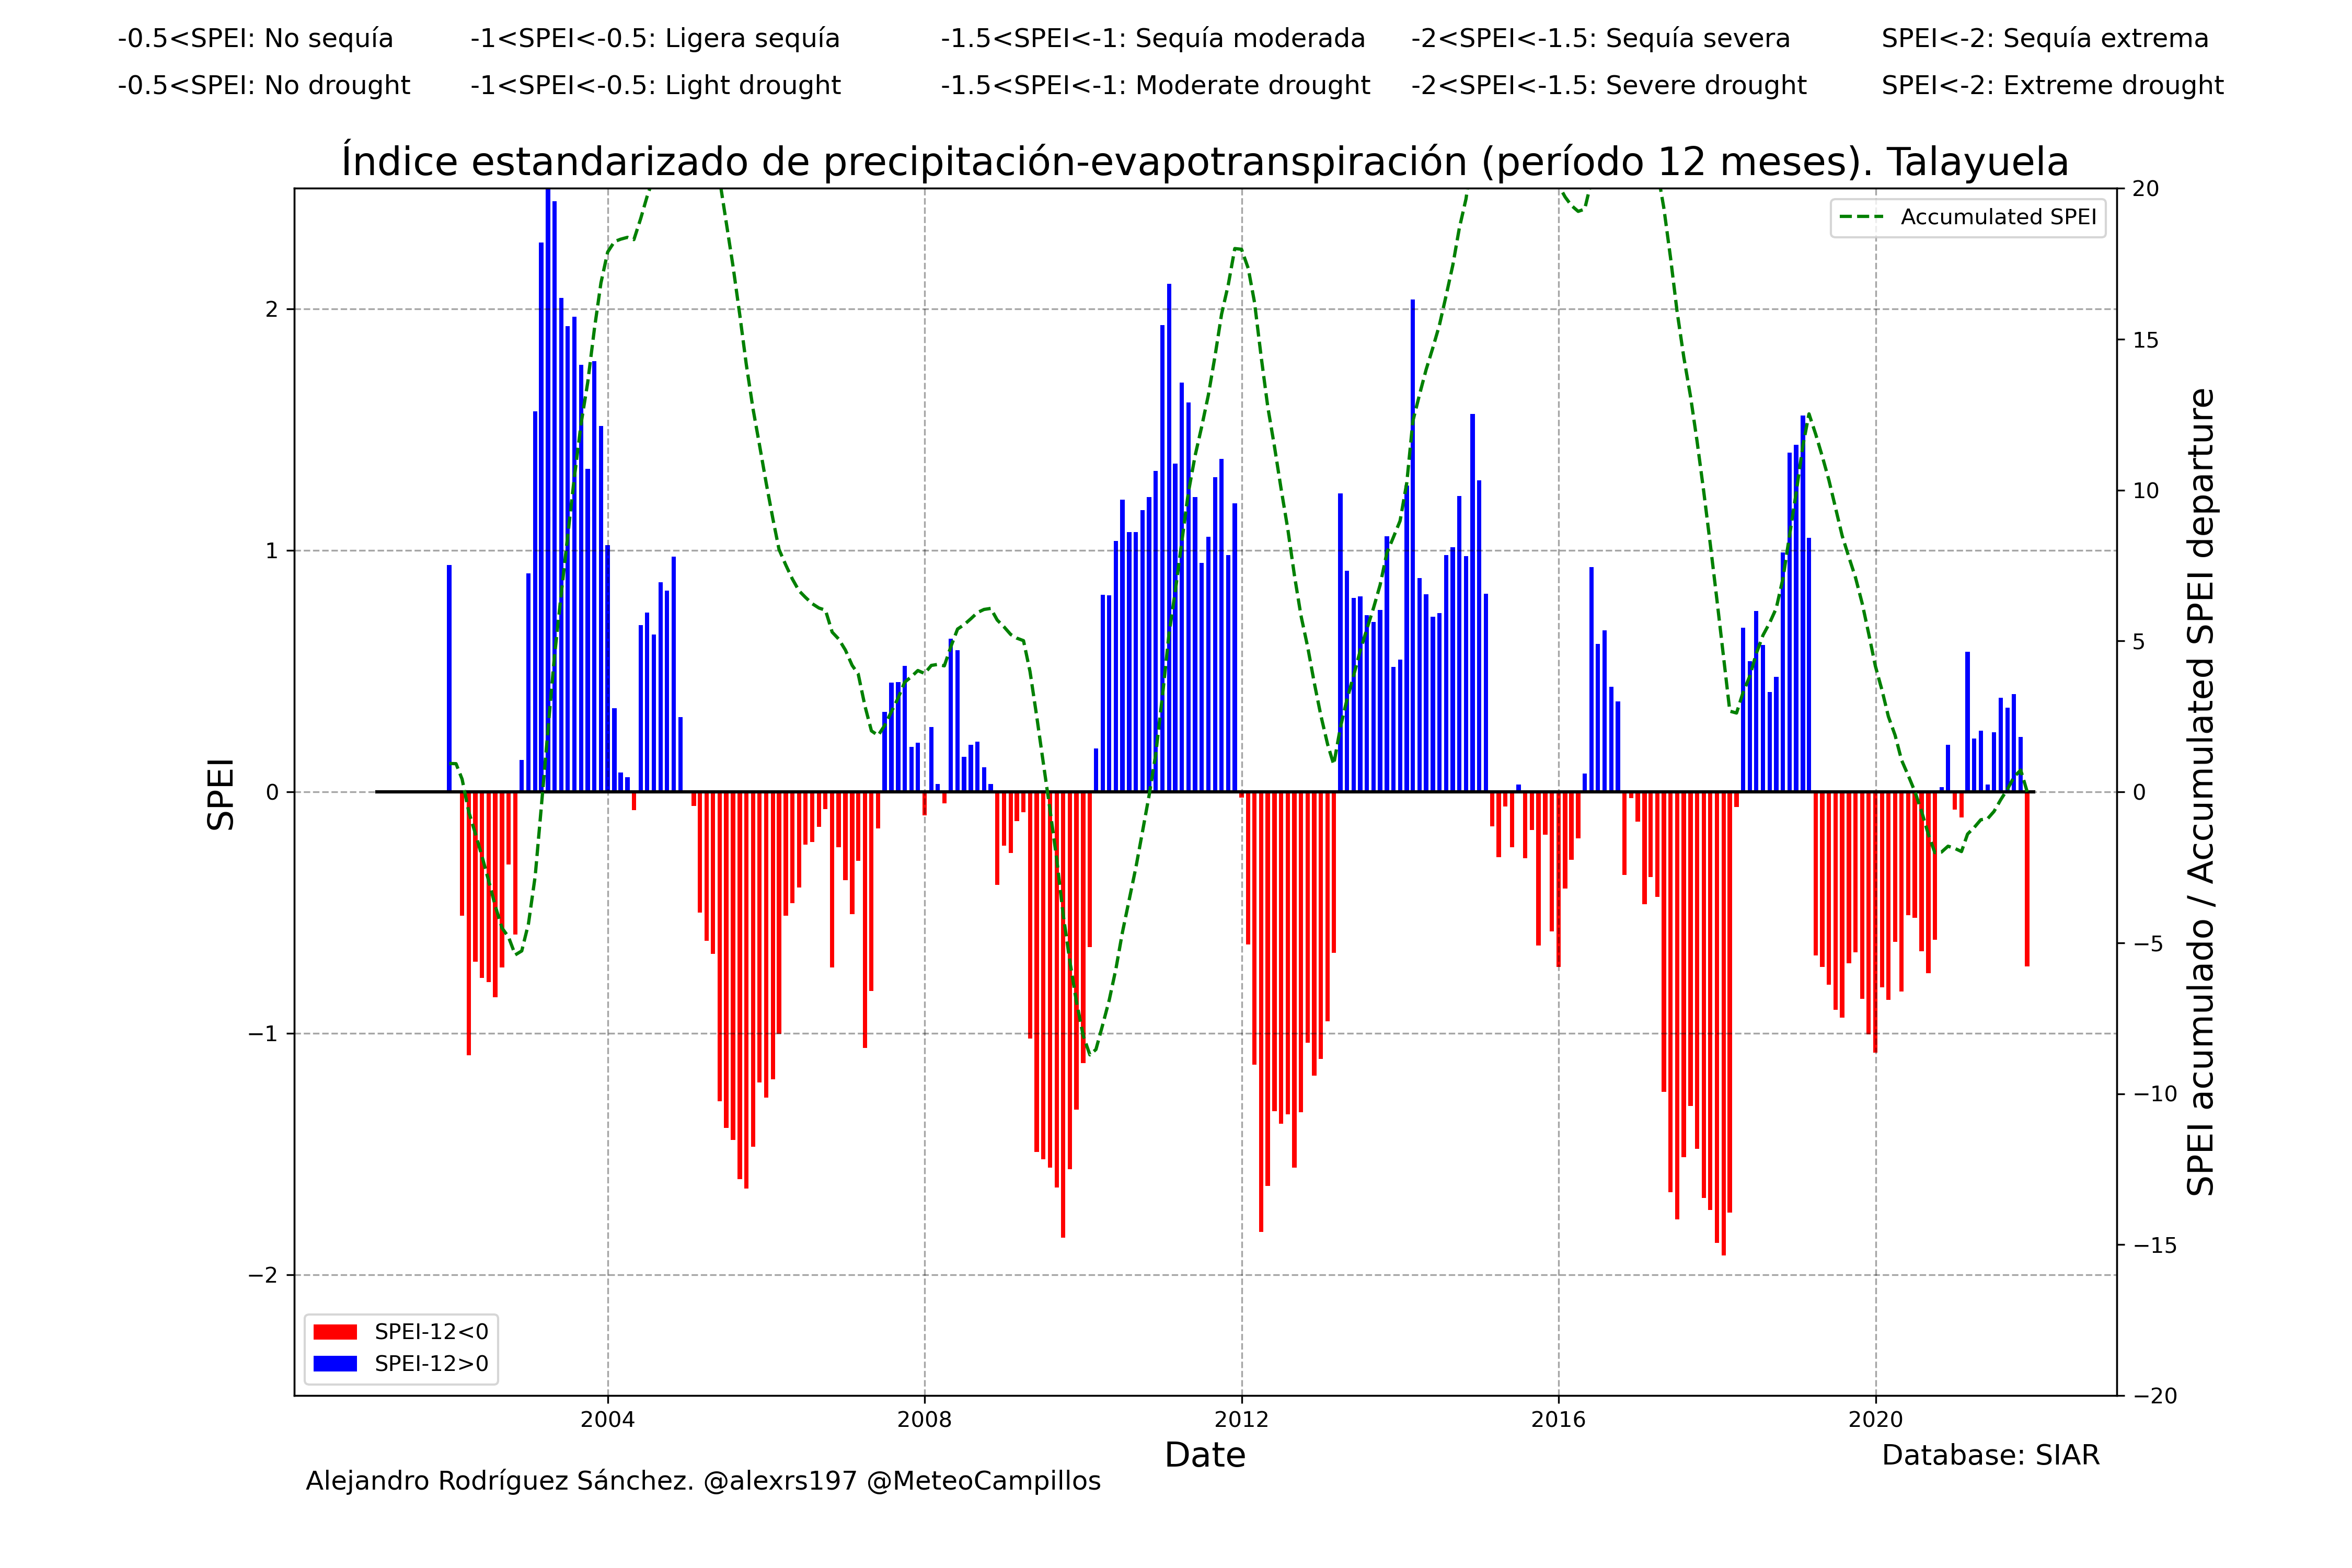 -0.5<SPEI: No sequía -1<SPEI<-0.5: Ligera sequía -1.5<SPEI<-1: Sequía moderada -2<SPEI<-1.5: Sequía severa SPEI<-2: Sequía extrema
-0.5<SPEI: No drought -1<SPEI<-0.5: Light drought -1.5<SPEI<-1: Moderate drought -2<SPEI<-1.5: Severe drought SPEI<-2: Extreme drought
Índice estandarizado de precipitación-evapotranspiración (período 12 meses). Talayuela
Accumulated SPEI
SPEI
2
1
0
−1
−2
20
15
10
5
0
−5
−10
−15
−20
SPEI acumulado / Accumulated SPEI departure
SPEI-12<0
SPEI-12>0
2004 2008 2012 2016 2020
Date
Database: SIAR
Alejandro Rodríguez Sánchez. @alexrs197 @MeteoCampillos